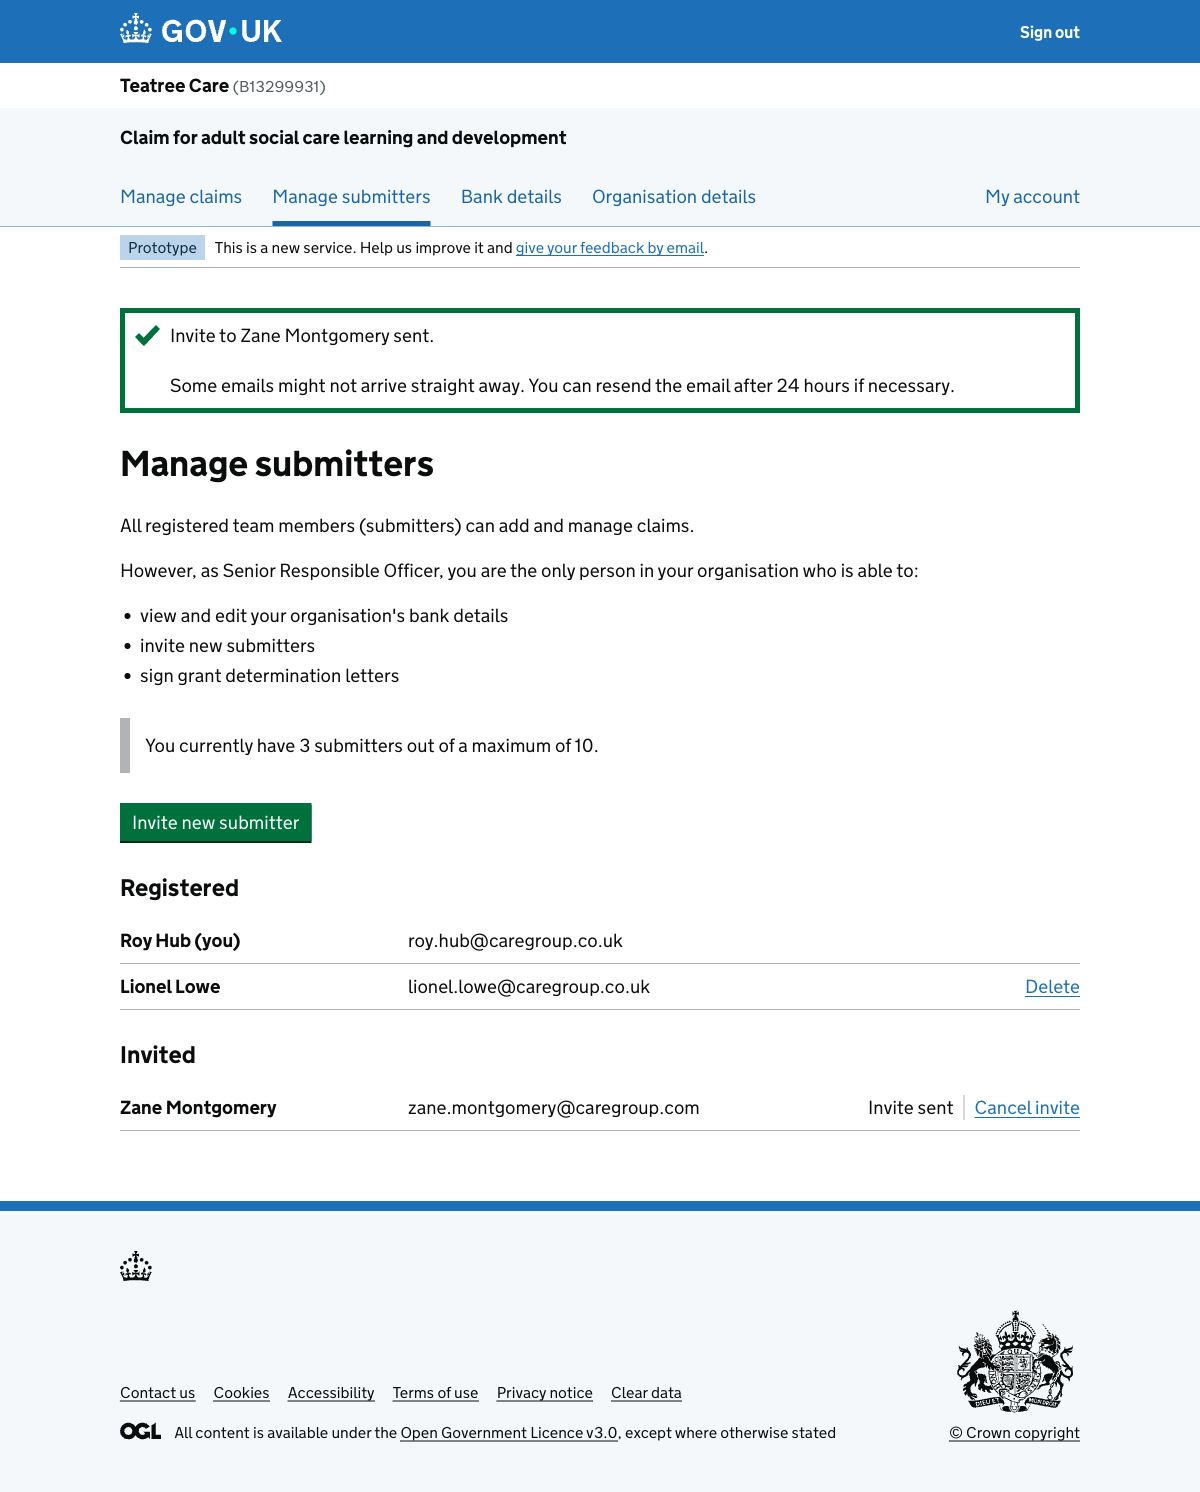 GOV·UK
Sign out
Teatree Care (B13299931)
Claim for adult social care learning and development
Manage claims Manage submitters Bank details Organisation details My account
Prototype This is a new service. Help us improve it and give your feedback by email.
Invite to Zane Montgomery sent.
Some emails might not arrive straight away. You can resend the email after 24 hours if necessary.
Manage submitters
All registered team members (submitters) can add and manage claims.
However, as Senior Responsible Officer, you are the only person in your organisation who is able to:
• view and edit your organisation's bank details
• invite new submitters
• sign grant determination letters
You currently have 3 submitters out of a maximum of 10.
Invite new submitter
Registered
Roy Hub (you) roy.hub@caregroup.co.uk
Lionel Lowe lionel.lowe@caregroup.co.uk Delete
Invited
Zane Montgomery zane.montgomery@caregroup.com Invite sent Cancel invite
Contact us Cookies Accessibility Terms of use Privacy notice Clear data
OGL All content is available under the Open Government Licence v3.0, except where otherwise stated
© Crown copyright